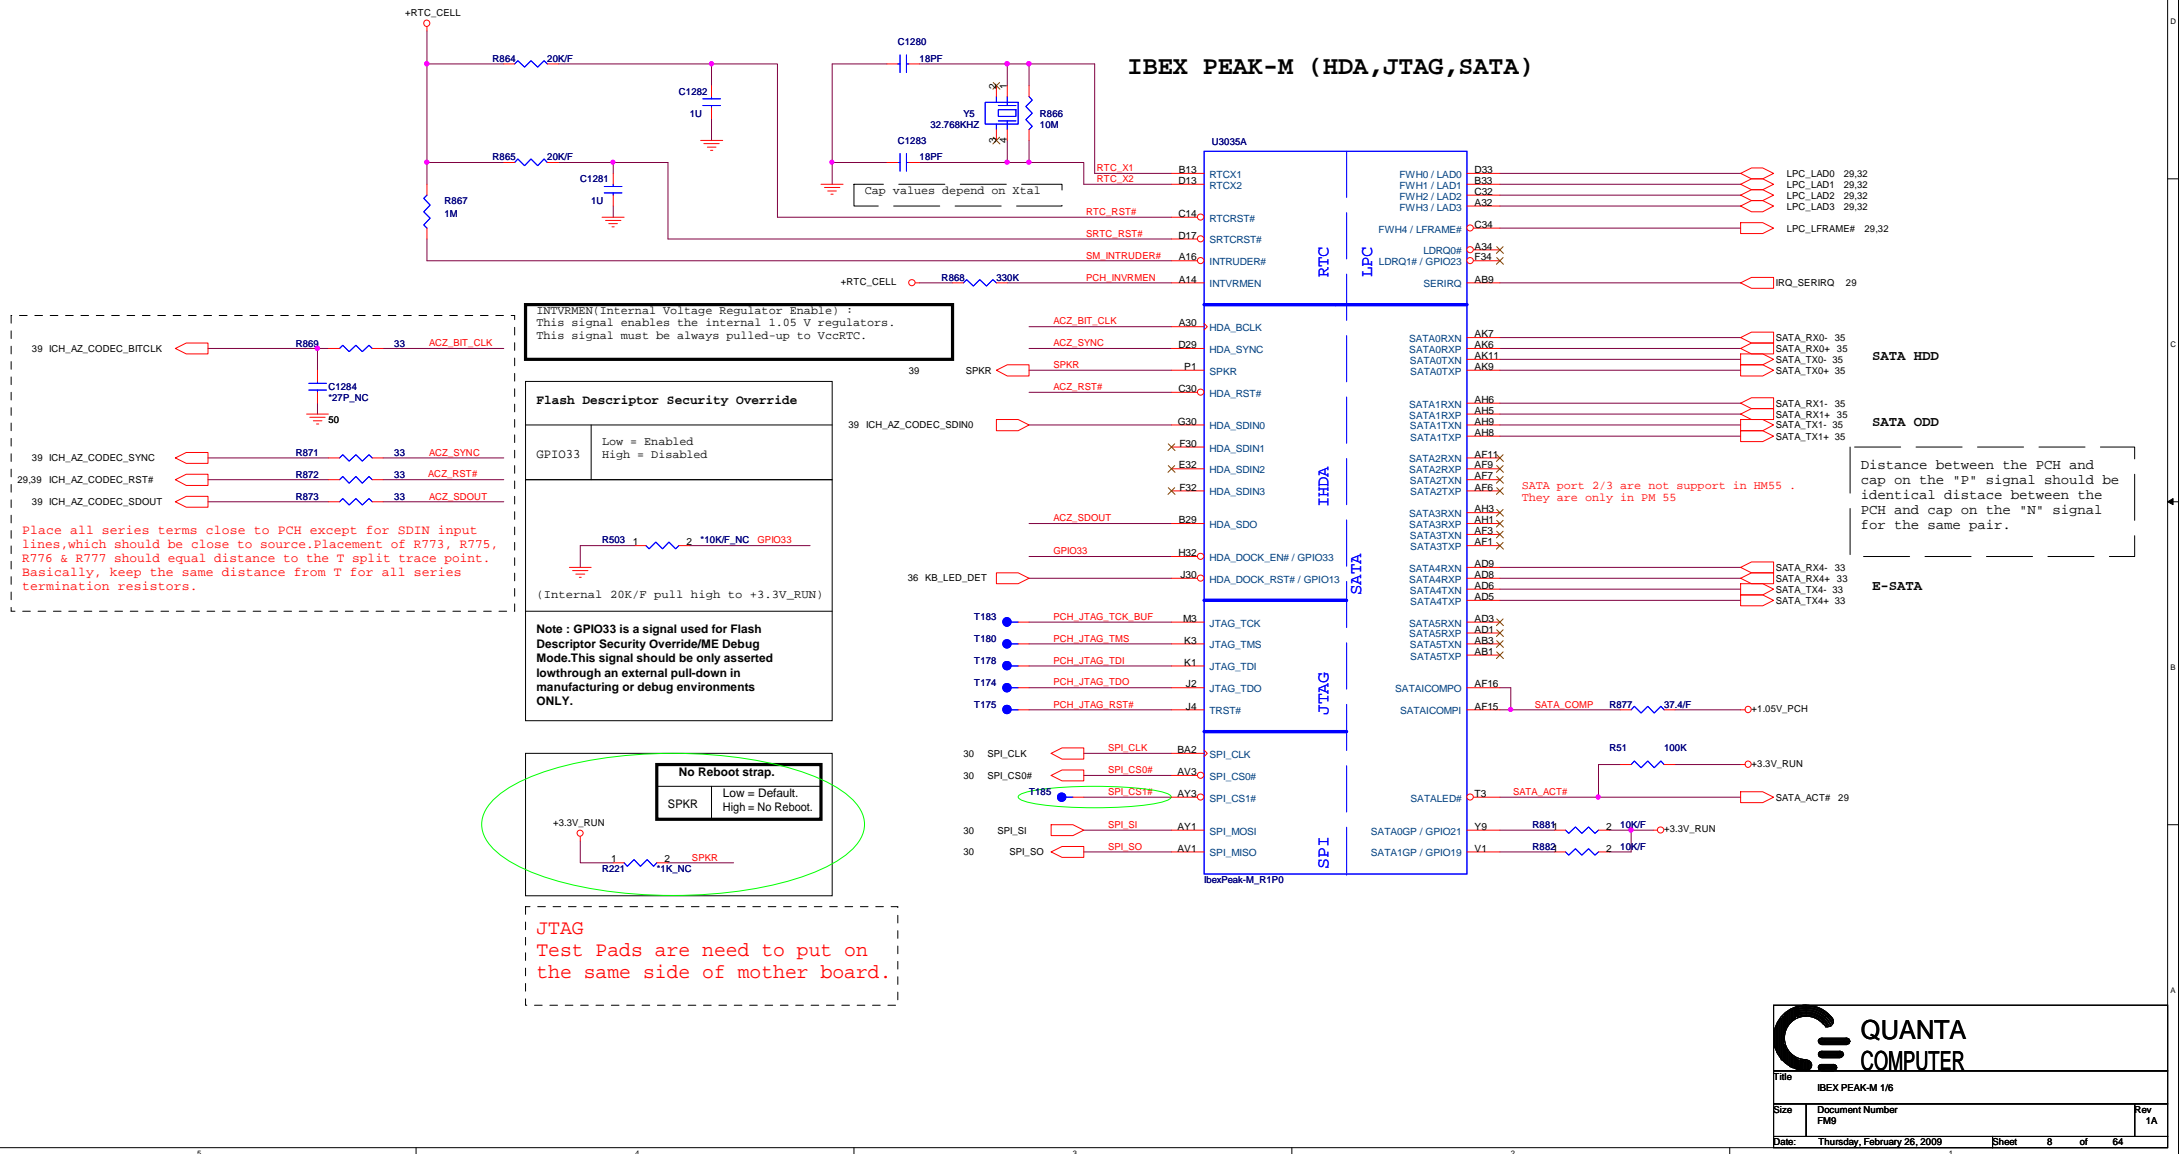 IBEX PEAK-M (HDA,JTAG,SATA)
+RTC_CELL
R864 20K/F
C1282
1U
R865 20K/F
C1281
1U
R867
1M
C1280
18PF
Y5
32.768KHZ
2 1
3 4
R866
10M
C1283
18PF
Cap values depend on Xtal
RTC_X1 B13
RTC_X2 D13
RTC_RST# C14
SRTC_RST# D17
SM_INTRUDER# A16
+RTC_CELL R868 330K PCH_INVRMEN A14
INTVRMEN(Internal Voltage Regulator Enable) :
This signal enables the internal 1.05 V regulators.
This signal must be always pulled-up to VccRTC.
39 ICH_AZ_CODEC_BITCLK R869 33 ACZ_BIT_CLK
C1284
*27P_NC
50
39 ICH_AZ_CODEC_SYNC R871 33 ACZ_SYNC
29,39 ICH_AZ_CODEC_RST# R872 33 ACZ_RST#
39 ICH_AZ_CODEC_SDOUT R873 33 ACZ_SDOUT
Place all series terms close to PCH except for SDIN input
lines,which should be close to source.Placement of R773, R775,
R776 & R777 should equal distance to the T split trace point.
Basically, keep the same distance from T for all series
termination resistors.
Flash Descriptor Security Override
GPIO33
Low = Enabled
High = Disabled
R503 1 2 *10K/F_NC GPIO33
(Internal 20K/F pull high to +3.3V_RUN)
Note : GPIO33 is a signal used for Flash
Descriptor Security Override/ME Debug
Mode.This signal should be only asserted
lowthrough an external pull-down in
manufacturing or debug environments
ONLY.
No Reboot strap.
SPKR
Low = Default.
High = No Reboot.
+3.3V_RUN
1 2 SPKR
R221 *1K_NC
JTAG
Test Pads are need to put on
the same side of mother board.
ACZ_BIT_CLK A30
ACZ_SYNC D29
39 SPKR SPKR P1
ACZ_RST# C30
39 ICH_AZ_CODEC_SDIN0 G30
F30
E32
F32
ACZ_SDOUT B29
GPIO33 H32
36 KB_LED_DET J30
T183 PCH_JTAG_TCK_BUF M3
T180 PCH_JTAG_TMS K3
T178 PCH_JTAG_TDI K1
T174 PCH_JTAG_TDO J2
T175 PCH_JTAG_RST# J4
30 SPI_CLK SPI_CLK BA2
30 SPI_CS0# SPI_CS0# AV3
T185 SPI_CS1# AY3
30 SPI_SI SPI_SI AY1
30 SPI_SO SPI_SO AV1
U3035A
RTCX1
RTCX2
RTCRST#
SRTCRST#
INTRUDER#
INTVRMEN
HDA_BCLK
HDA_SYNC
SPKR
HDA_RST#
HDA_SDIN0
HDA_SDIN1
HDA_SDIN2
HDA_SDIN3
HDA_SDO
HDA_DOCK_EN# / GPIO33
HDA_DOCK_RST# / GPIO13
JTAG_TCK
JTAG_TMS
JTAG_TDI
JTAG_TDO
TRST#
SPI_CLK
SPI_CS0#
SPI_CS1#
SPI_MOSI
SPI_MISO
RTC
LPC
IHDA
SATA
JTAG
SPI
IbexPeak-M_R1P0
FWH0 / LAD0 D33 LPC_LAD0 29,32
FWH1 / LAD1 B33 LPC_LAD1 29,32
FWH2 / LAD2 C32 LPC_LAD2 29,32
FWH3 / LAD3 A32 LPC_LAD3 29,32
FWH4 / LFRAME# C34 LPC_LFRAME# 29,32
LDRQ0# A34
LDRQ1# / GPIO23 F34
SERIRQ AB9 IRQ_SERIRQ 29
SATA0RXN AK7 SATA_RX0- 35
SATA0RXP AK6 SATA_RX0+ 35
SATA0TXN AK11 SATA_TX0- 35
SATA0TXP AK9 SATA_TX0+ 35
SATA HDD
SATA1RXN AH6 SATA_RX1- 35
SATA1RXP AH5 SATA_RX1+ 35
SATA1TXN AH9 SATA_TX1- 35
SATA1TXP AH8 SATA_TX1+ 35
SATA ODD
SATA2RXN AF11
SATA2RXP AF9
SATA2TXN AF7
SATA2TXP AF6
SATA port 2/3 are not support in HM55 .
They are only in PM 55
SATA3RXN AH3
SATA3RXP AH1
SATA3TXN AF3
SATA3TXP AF1
Distance between the PCH and
cap on the "P" signal should be
identical distace between the
PCH and cap on the "N" signal
for the same pair.
SATA4RXN AD9 SATA_RX4- 33
SATA4RXP AD8 SATA_RX4+ 33
SATA4TXN AD6 SATA_TX4- 33
SATA4TXP AD5 SATA_TX4+ 33
E-SATA
SATA5RXN AD3
SATA5RXP AD1
SATA5TXN AB3
SATA5TXP AB1
SATAICOMPO AF16
SATAICOMPI AF15 SATA_COMP R877 37.4/F +1.05V_PCH
R51 100K
+3.3V_RUN
SATALED# T3 SATA_ACT# SATA_ACT# 29
SATA0GP / GPIO21 Y9 R881 1 2 10K/F +3.3V_RUN
SATA1GP / GPIO19 V1 R882 1 2 10K/F
D
C
B
A
QUANTA
COMPUTER
Title
IBEX PEAK-M 1/6
Size Document Number Rev
FM9 1A
Date: Thursday, February 26, 2009 Sheet 8 of 64
5 4 3 2 1